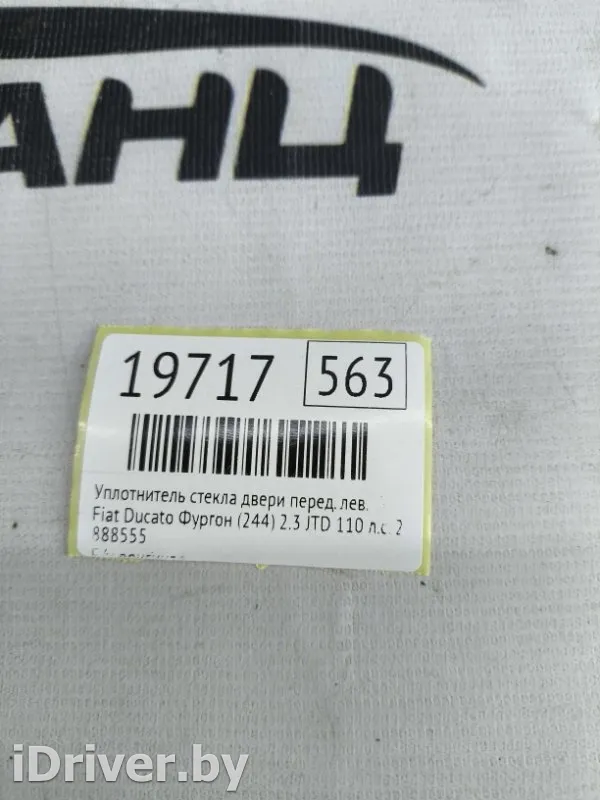 АНЦ
19717 563
Уплотнитель стекла двери перед. лев.
Fiat Ducato Фургон (244) 2.3 JTD 110 л.с. 2
888555
iDriver.by